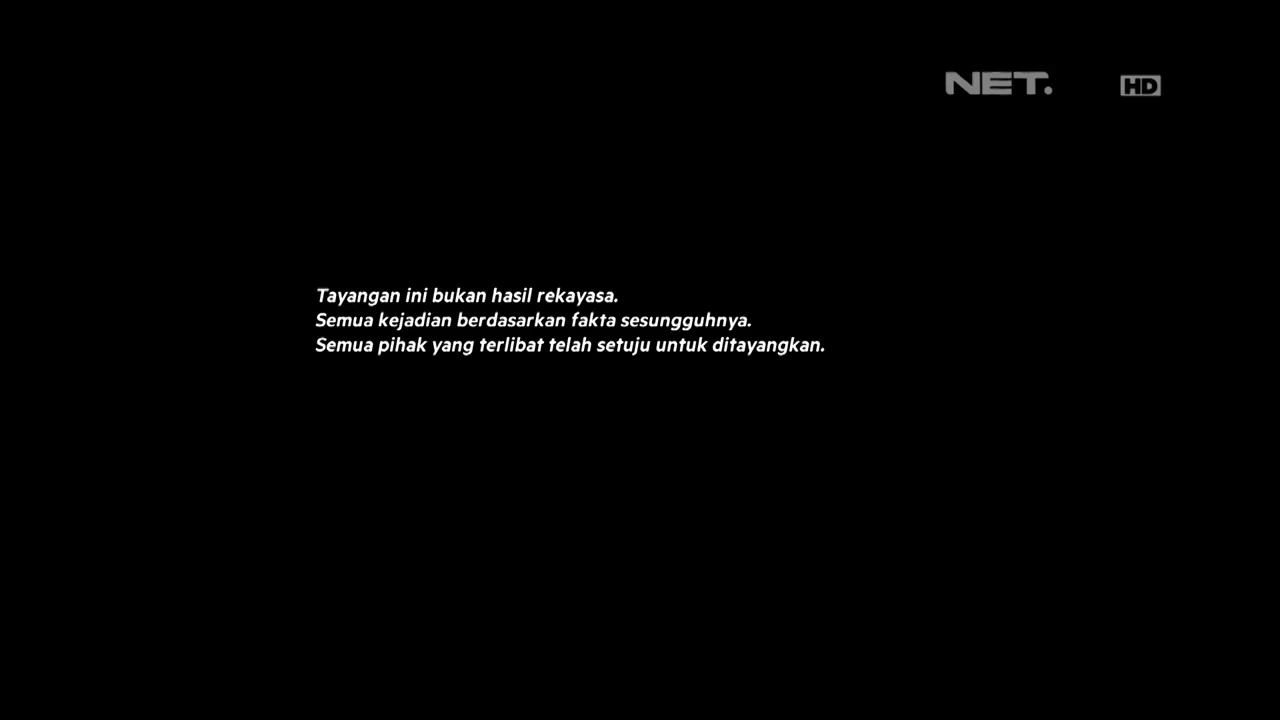 NET.
HD
Tayangan ini bukan hasil rekayasa.
Semua kejadian berdasarkan fakta sesungguhnya.
Semua pihak yang terlibat telah setuju untuk ditayangkan.